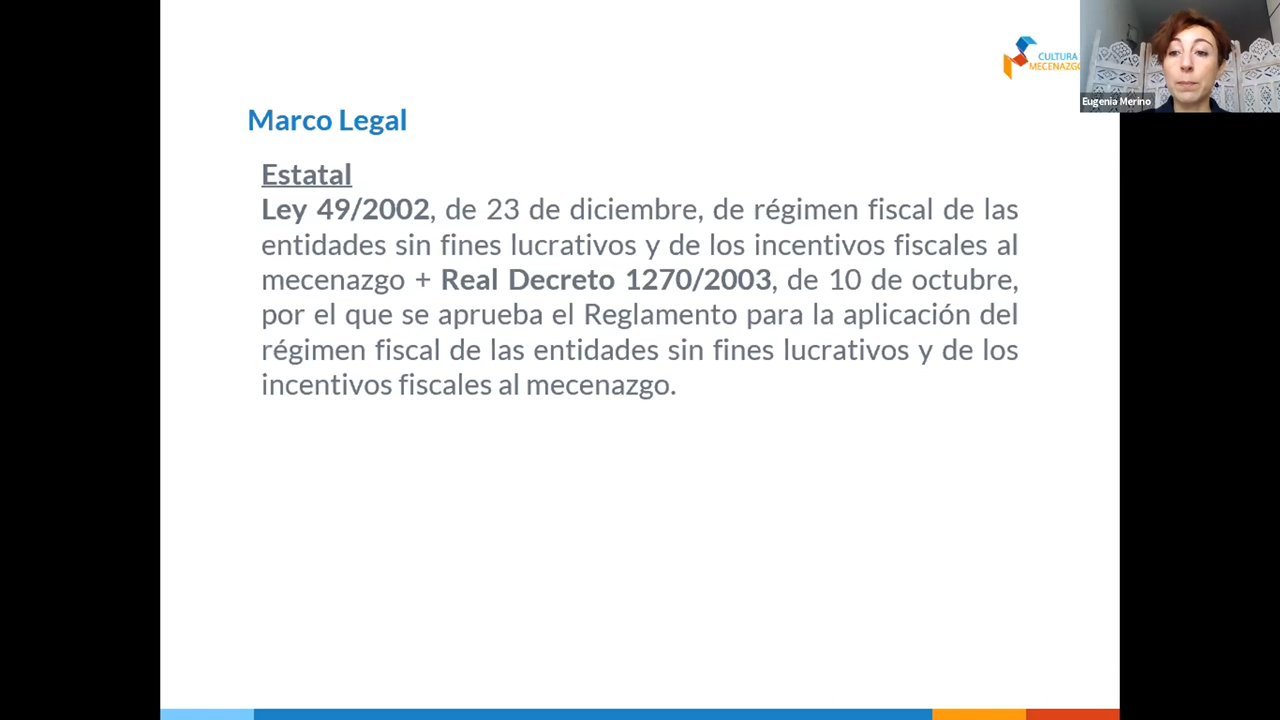 CULTURA
MECENAZGO
Eugenia Merino
Marco Legal
Estatal
Ley 49/2002, de 23 de diciembre, de régimen fiscal de las
entidades sin fines lucrativos y de los incentivos fiscales al
mecenazgo + Real Decreto 1270/2003, de 10 de octubre,
por el que se aprueba el Reglamento para la aplicación del
régimen fiscal de las entidades sin fines lucrativos y de los
incentivos fiscales al mecenazgo.